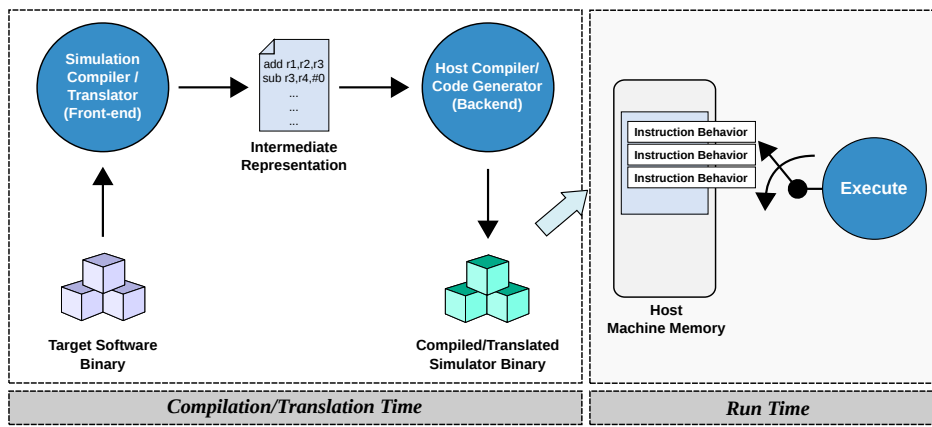 Simulation
Compiler /
Translator
(Front-end)
add r1,r2,r3
sub r3,r4,#0
...
...
...
Intermediate
Representation
Host Compiler/
Code Generator
(Backend)
Target Software
Binary
Compiled/Translated
Simulator Binary
Instruction Behavior
Instruction Behavior
Instruction Behavior
Execute
Host
Machine Memory
Compilation/Translation Time
Run Time